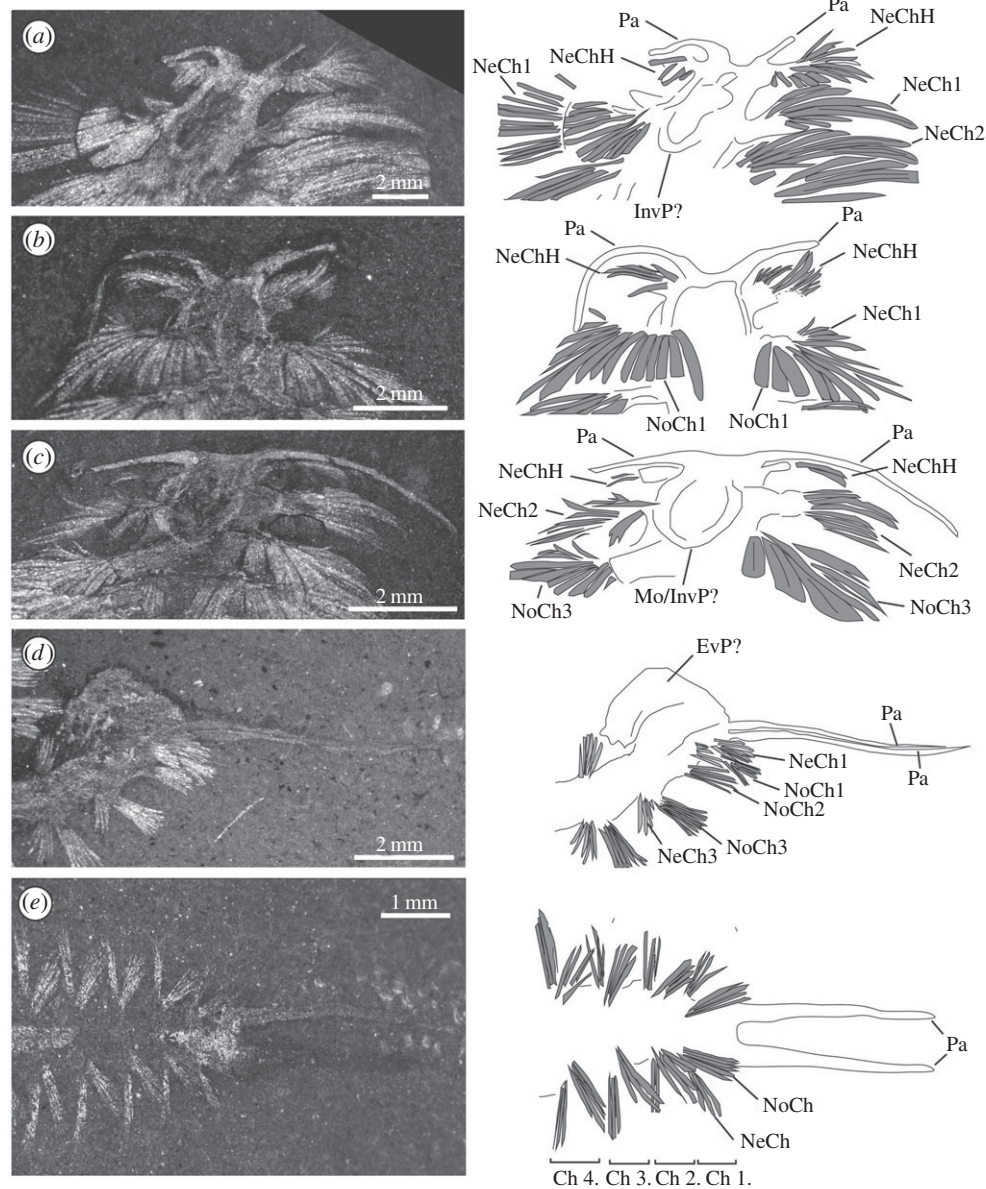 (a)
2 mm
Pa
Pa
NeChH
NeChH
NeCh1
NeCh1
NeCh2
InvP?
(b)
2 mm
Pa
Pa
NeChH
NeChH
NeCh1
NoCh1
NoCh1
(c)
2 mm
Pa
Pa
NeChH
NeChH
NeCh2
NeCh2
NoCh3
Mo/InvP?
NoCh3
(d)
2 mm
EvP?
Pa
Pa
NeCh1
NoCh1
NoCh2
NoCh3
NeCh3
(e)
1 mm
Pa
NoCh
NeCh
Ch 4. Ch 3. Ch 2. Ch 1.